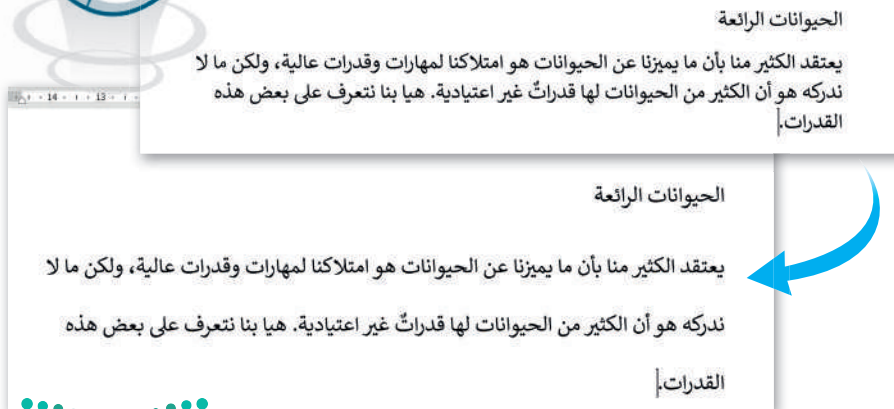 الحيوانات الرائعة
يعتقد الكثير منا بأن ما يميزنا عن الحيوانات هو امتلاكنا لمهارات وقدرات عالية، ولكن ما لا
ندركه هو أن الكثير من الحيوانات لها قدراتٌ غير اعتيادية. هيا بنا نتعرف على بعض هذه
القدرات.
14 13
الحيوانات الرائعة
يعتقد الكثير منا بأن ما يميزنا عن الحيوانات هو امتلاكنا لمهارات وقدرات عالية، ولكن ما لا
ندركه هو أن الكثير من الحيوانات لها قدراتٌ غير اعتيادية. هيا بنا نتعرف على بعض هذه
القدرات.